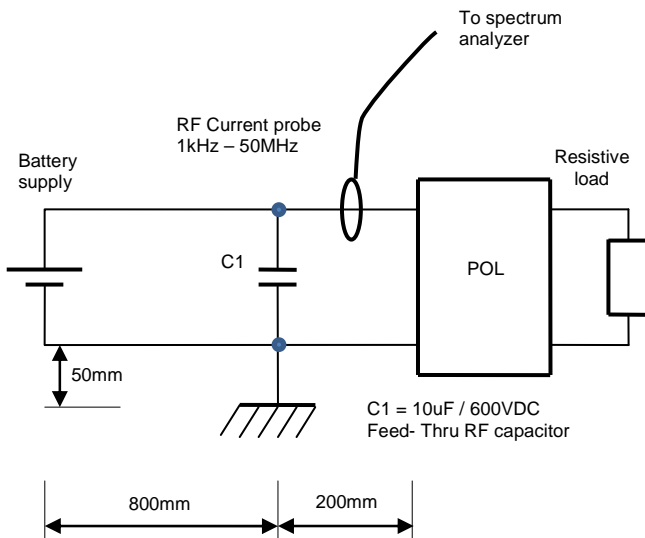 To spectrum
analyzer
RF Current probe
1kHz – 50MHz
Battery
supply
Resistive
load
C1
POL
50mm
C1 = 10uF / 600VDC
Feed- Thru RF capacitor
800mm
200mm